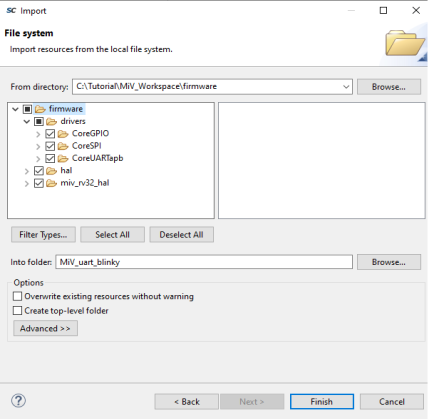 SC Import
File system
Import resources from the local file system.
From directory: C:\Tutorial\MiV_Workspace\firmware Browse...
firmware
drivers
CoreGPIO
CoreSPI
CoreUARTapb
hal
miv_rv32_hal
Filter Types... Select All Deselect All
Into folder: MiV_uart_blinky Browse...
Options
Overwrite existing resources without warning
Create top-level folder
Advanced >>
? < Back Next > Finish Cancel